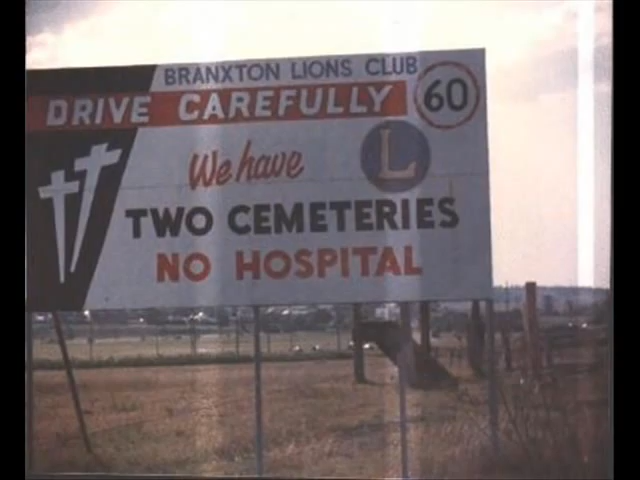 BRANXTON LIONS CLUB
DRIVE CAREFULLY 60
We have L
TWO CEMETERIES
NO HOSPITAL